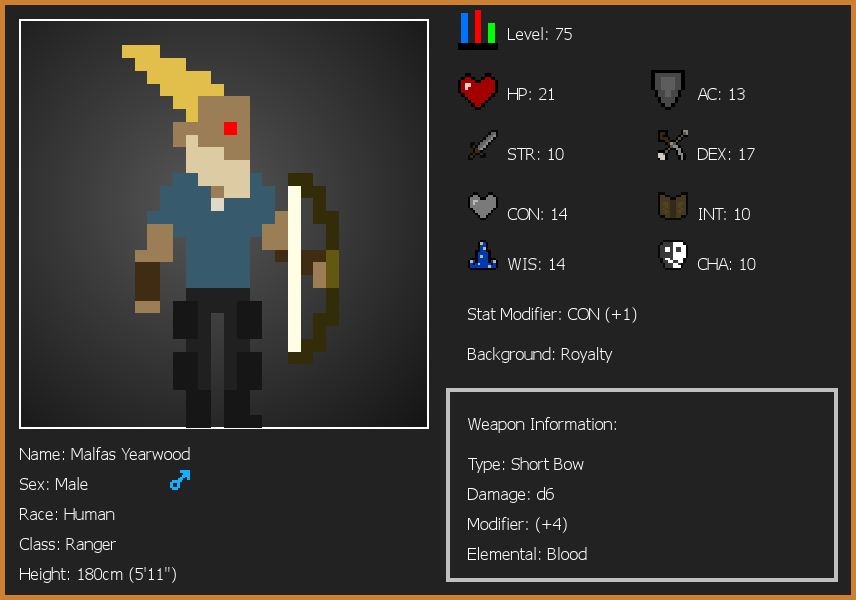 Level: 75
HP: 21
AC: 13
STR: 10
DEX: 17
CON: 14
INT: 10
WIS: 14
CHA: 10
Stat Modifier: CON (+1)
Background: Royalty
Weapon Information:
Type: Short Bow
Damage: d6
Modifier: (+4)
Elemental: Blood
Name: Malfas Yearwood
Sex: Male
Race: Human
Class: Ranger
Height: 180cm (5'11")